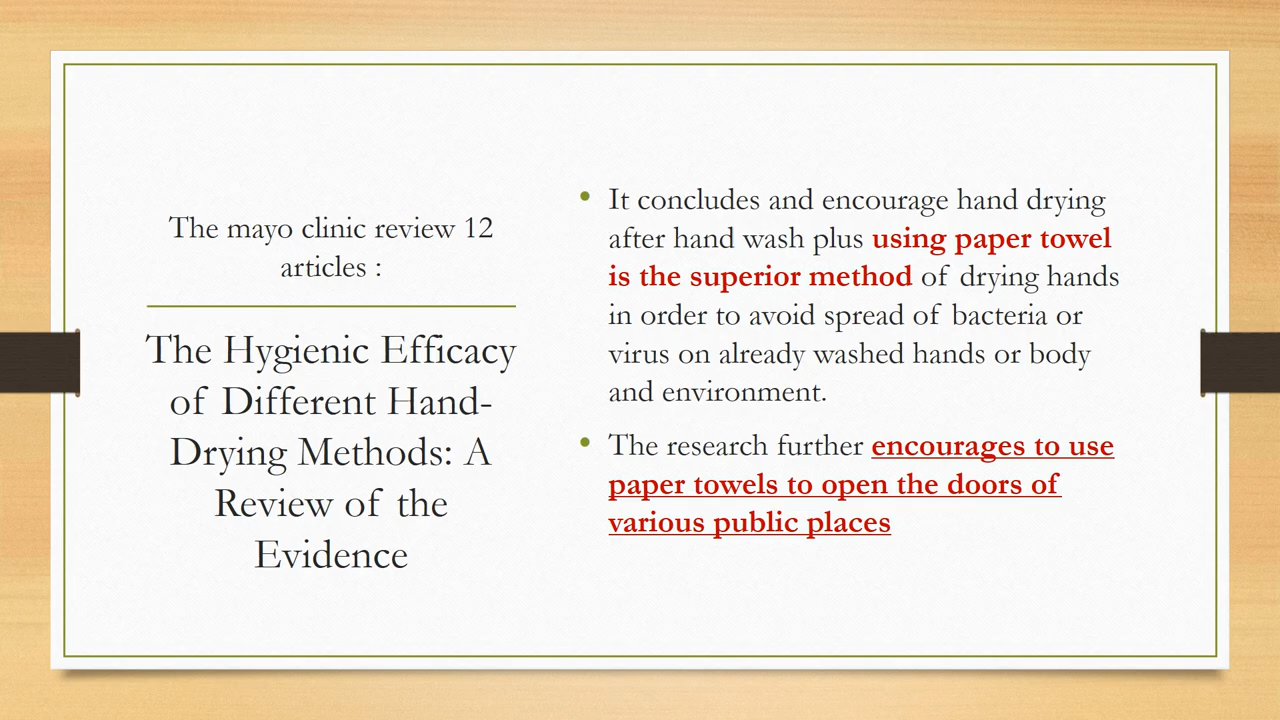 The mayo clinic review 12
articles :
The Hygienic Efficacy
of Different Hand-
Drying Methods: A
Review of the
Evidence
• It concludes and encourage hand drying
after hand wash plus using paper towel
is the superior method of drying hands
in order to avoid spread of bacteria or
virus on already washed hands or body
and environment.
• The research further encourages to use
paper towels to open the doors of
various public places